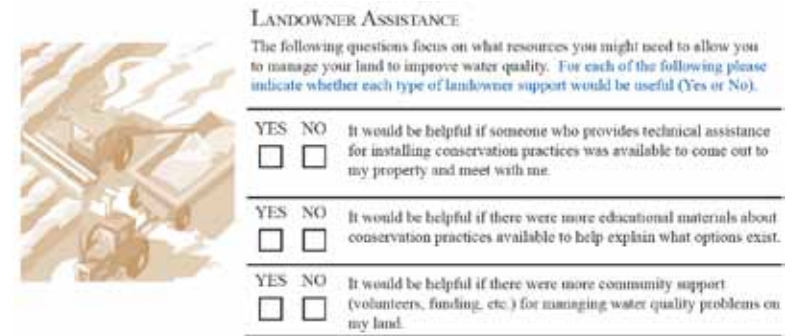 LANDOWNER ASSISTANCE
The following questions focus on what resources you might need to allow you
to manage your land to improve water quality. For each of the following please
indicate whether each type of landowner support would be useful (Yes or No).
YES NO It would be helpful if someone who provides technical assistance
for installing conservation practices was available to come out to
my property and meet with me.
YES NO It would be helpful if there were more educational materials about
conservation practices available to help explain what options exist.
YES NO It would be helpful if there were more community support
(volunteers, funding, etc.) for managing water quality problems on
my land.